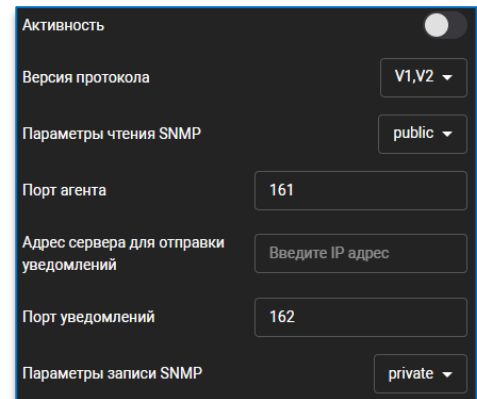 Активность
Версия протокола V1,V2
Параметры чтения SNMP public
Порт агента 161
Адрес сервера для отправки
уведомлений Введите IP адрес
Порт уведомлений 162
Параметры записи SNMP private